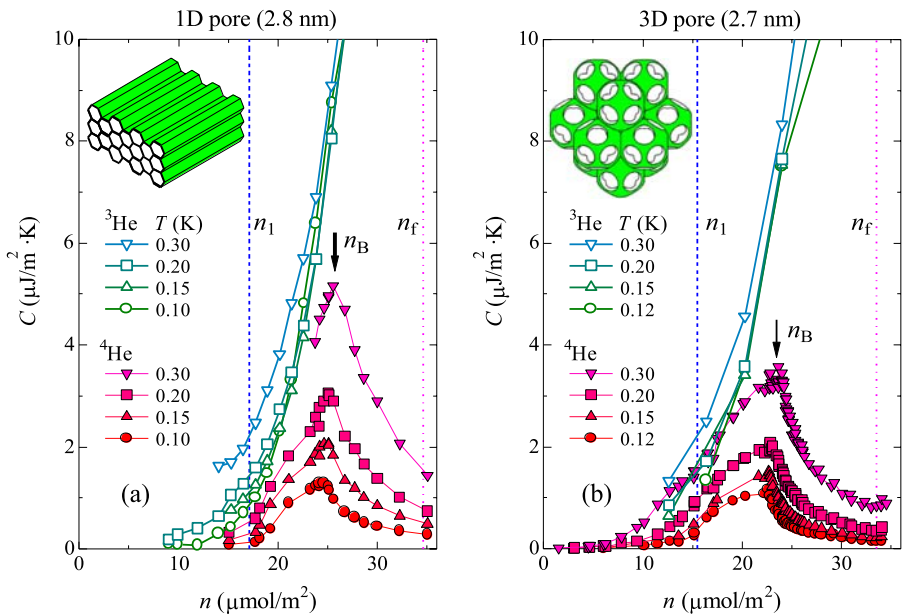 1D pore (2.8 nm)
10
8
6
4
2
0
C (μJ/m² ·K)
n₁
n_f
n_B
³He T (K)
0.30
0.20
0.15
0.10
⁴He
0.30
0.20
0.15
0.10
(a)
0 10 20 30
n (μmol/m²)
3D pore (2.7 nm)
10
8
6
4
2
0
C (μJ/m² ·K)
n₁
n_f
n_B
³He T (K)
0.30
0.20
0.15
0.12
⁴He
0.30
0.20
0.15
0.12
(b)
0 10 20 30
n (μmol/m²)